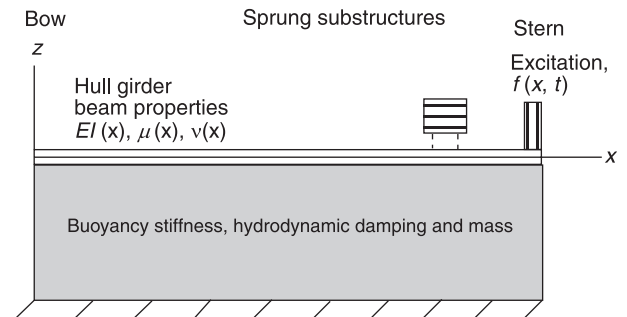 Bow
Sprung substructures
Stern
z
Excitation,
f (x, t)
Hull girder
beam properties
EI (x), μ (x), ν(x)
x
Buoyancy stiffness, hydrodynamic damping and mass